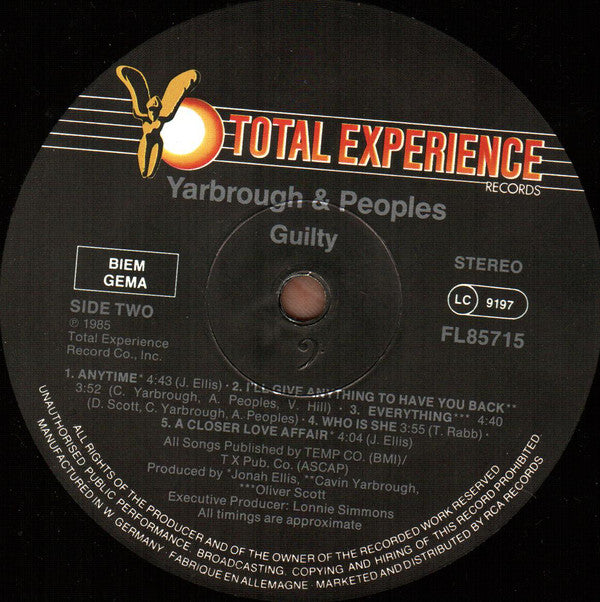 TOTAL EXPERIENCE
RECORDS
Yarbrough & Peoples
Guilty
BIEM
GEMA
STEREO
LC 9197
SIDE TWO
℗ 1985
Total Experience
Record Co., Inc.
FL85715
1. ANYTIME* 4:43 (J. Ellis) · 2. I'LL GIVE ANYTHING TO HAVE YOU BACK**
3:52 (C. Yarbrough, A. Peoples, V. Hill) · 3. EVERYTHING*** 4:40
(D. Scott, C. Yarbrough, A. Peoples) · 4. WHO IS SHE 3:55 (T. Rabb) ·
5. A CLOSER LOVE AFFAIR* 4:04 (J. Ellis)
All Songs Published by TEMP CO. (BMI)/
T X Pub. Co. (ASCAP)
Produced by *Jonah Ellis, **Cavin Yarbrough,
***Oliver Scott
Executive Producer: Lonnie Simmons
All timings are approximate
ALL RIGHTS OF THE PRODUCER AND OF THE OWNER OF THE RECORDED WORK RESERVED
UNAUTHORISED PUBLIC PERFORMANCE, BROADCASTING, COPYING AND HIRING OF THIS RECORD PROHIBITED
MANUFACTURED IN W. GERMANY FABRIQUE EN ALLEMAGNE · MARKETED AND DISTRIBUTED BY RCA RECORDS